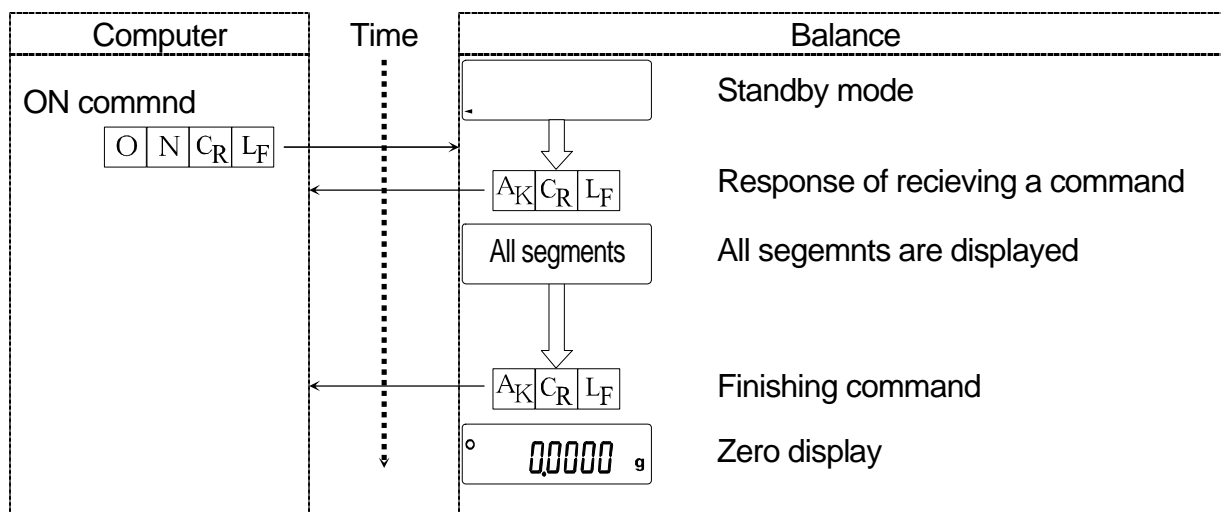 Computer Time Balance
Standby mode
ON commnd
O N CR LF
AK CR LF Response of recieving a command
All segments All segemnts are displayed
AK CR LF Finishing command
0.0000 g Zero display